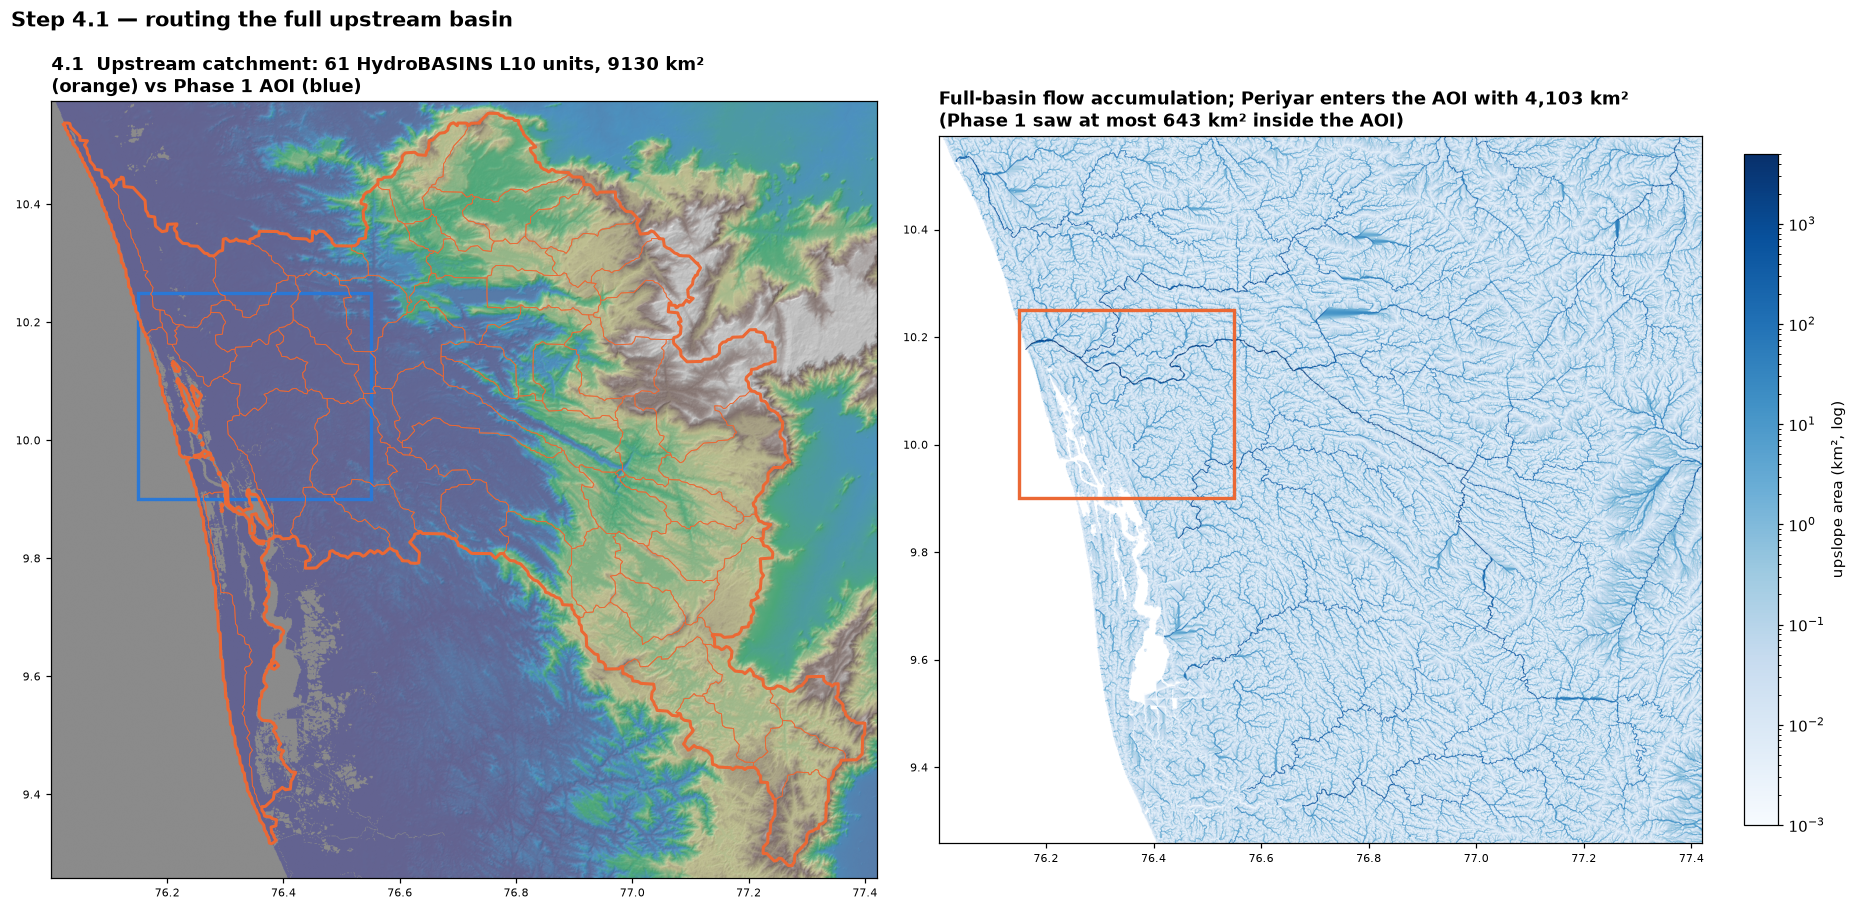 Step 4.1 — routing the full upstream basin
4.1  Upstream catchment: 61 HydroBASINS L10 units, 9130 km²
(orange) vs Phase 1 AOI (blue)
10.4
10.2
10.0
9.8
9.6
9.4
76.2 76.4 76.6 76.8 77.0 77.2 77.4
Full-basin flow accumulation; Periyar enters the AOI with 4,103 km²
(Phase 1 saw at most 643 km² inside the AOI)
10.4
10.2
10.0
9.8
9.6
9.4
76.2 76.4 76.6 76.8 77.0 77.2 77.4
10³
10²
10¹
10⁰
10⁻¹
10⁻²
10⁻³
upslope area (km², log)